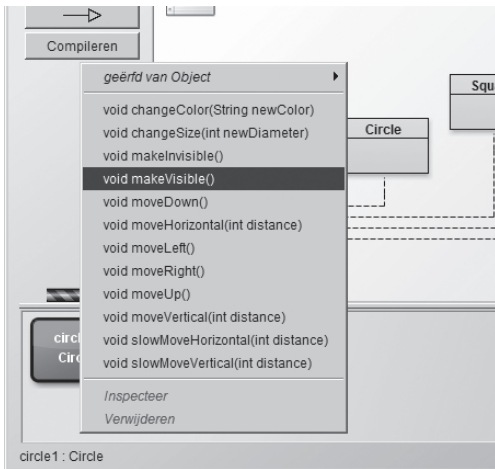 Compileren
geërfd van Object
void changeColor(String newColor)
void changeSize(int newDiameter)
void makeInvisible()
void makeVisible()
void moveDown()
void moveHorizontal(int distance)
void moveLeft()
void moveRight()
void moveUp()
void moveVertical(int distance)
void slowMoveHorizontal(int distance)
void slowMoveVertical(int distance)
Inspecteer
Verwijderen
Circle
Squ
circ
Circ
circle1 : Circle